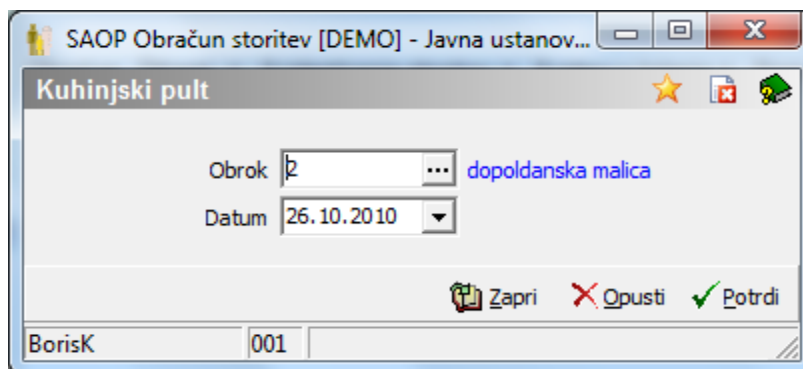 SAOP Obračun storitev [DEMO] - Javna ustanov...
Kuhinjski pult
Obrok 2 ... dopoldanska malica
Datum 26.10.2010
Zapri Opusti Potrdi
BorisK 001